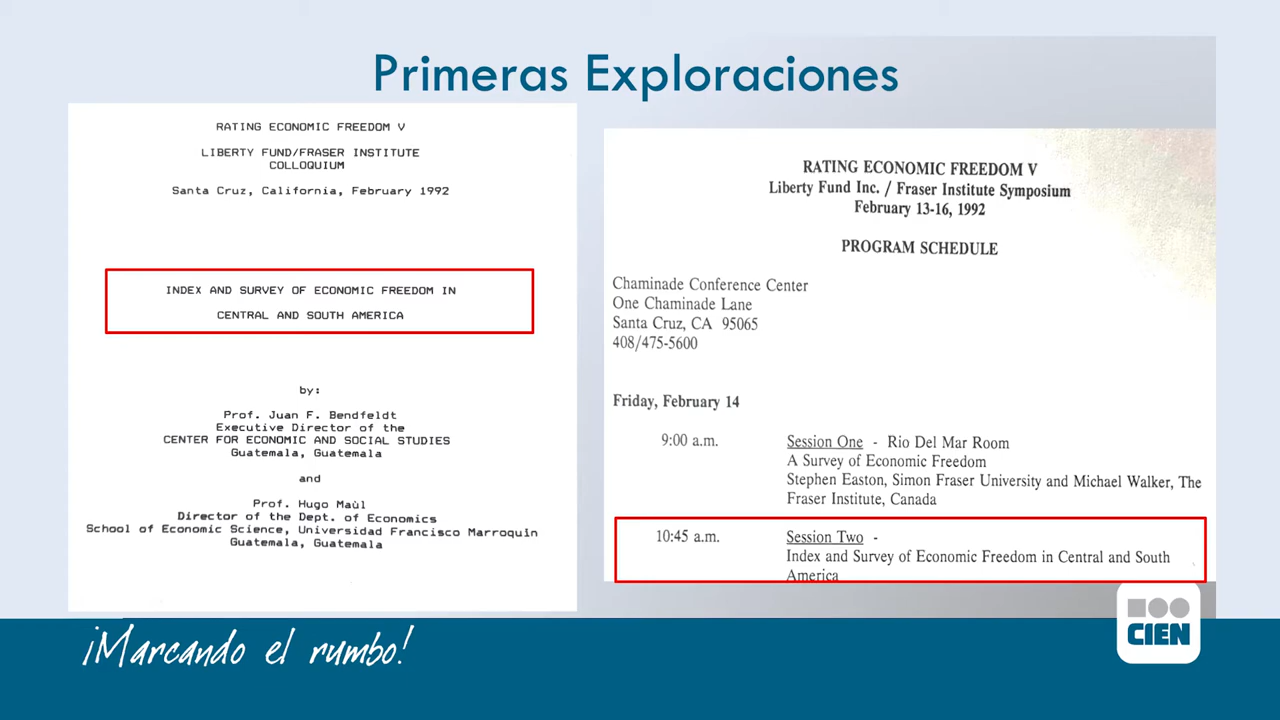 Primeras Exploraciones
RATING ECONOMIC FREEDOM V
LIBERTY FUND/FRASER INSTITUTE
COLLOQUIUM
Santa Cruz, California, February 1992
INDEX AND SURVEY OF ECONOMIC FREEDOM IN
CENTRAL AND SOUTH AMERICA
by:
Prof. Juan F. Bendfeldt
Executive Director of the
CENTER FOR ECONOMIC AND SOCIAL STUDIES
Guatemala, Guatemala
and
Prof. Hugo Maùl
Director of the Dept. of Economics
School of Economic Science, Universidad Francisco Marroquin
Guatemala, Guatemala
RATING ECONOMIC FREEDOM V
Liberty Fund Inc. / Fraser Institute Symposium
February 13-16, 1992
PROGRAM SCHEDULE
Chaminade Conference Center
One Chaminade Lane
Santa Cruz, CA 95065
408/475-5600
Friday, February 14
9:00 a.m. Session One - Rio Del Mar Room
A Survey of Economic Freedom
Stephen Easton, Simon Fraser University and Michael Walker, The
Fraser Institute, Canada
10:45 a.m. Session Two -
Index and Survey of Economic Freedom in Central and South
America
¡Marcando el rumbo!
CIEN